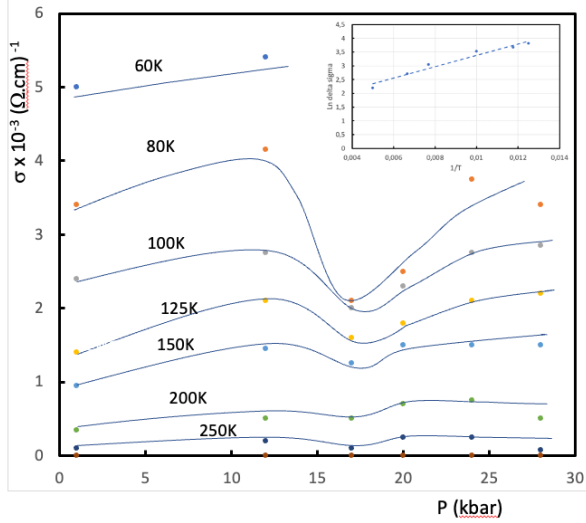 6
5
4
3
2
1
0
σ x 10⁻³ (Ω.cm)⁻¹
60K
80K
100K
125K
150K
200K
250K
4,5
4
3,5
3
2,5
2
1,5
1
0,5
0
Ln delta sigma
0,004 0,006 0,008 0,01 0,012 0,014
1/T
0 5 10 15 20 25 30
P (kbar)